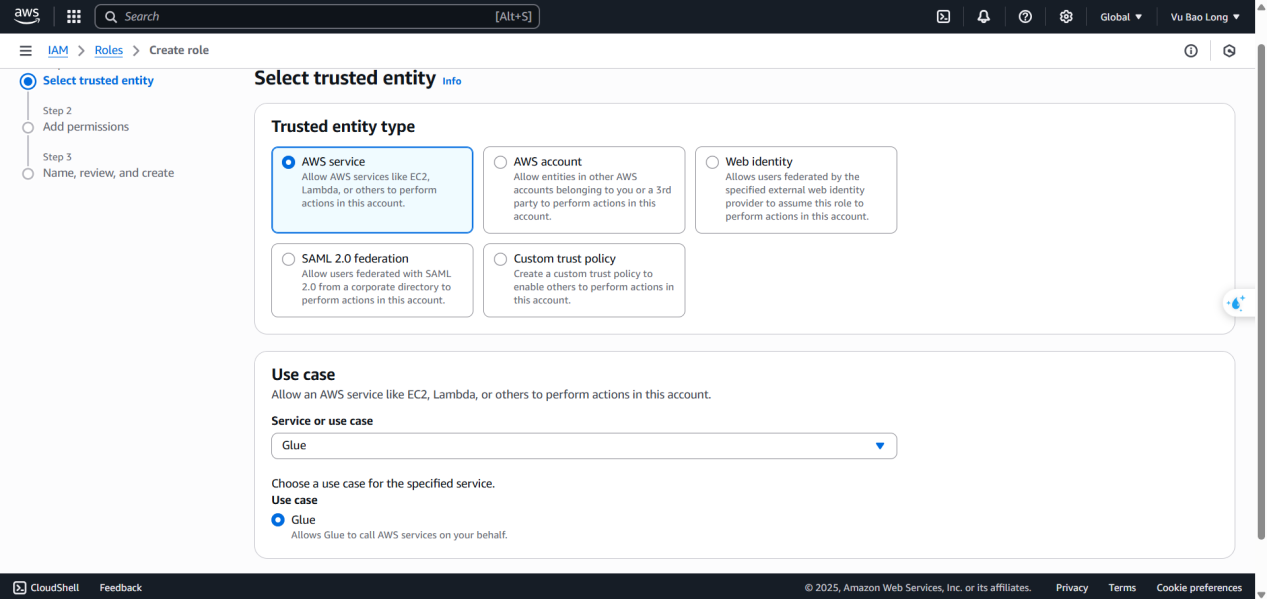 aws
Search
[Alt+S]
Global
Vu Bao Long
IAM
Roles
Create role
Select trusted entity
Step 2
Add permissions
Step 3
Name, review, and create
Select trusted entity Info
Trusted entity type
AWS service
Allow AWS services like EC2,
Lambda, or others to perform
actions in this account.
AWS account
Allow entities in other AWS
accounts belonging to you or a 3rd
party to perform actions in this
account.
Web identity
Allows users federated by the
specified external web identity
provider to assume this role to
perform actions in this account.
SAML 2.0 federation
Allow users federated with SAML
2.0 from a corporate directory to
perform actions in this account.
Custom trust policy
Create a custom trust policy to
enable others to perform actions in
this account.
Use case
Allow an AWS service like EC2, Lambda, or others to perform actions in this account.
Service or use case
Glue
Choose a use case for the specified service.
Use case
Glue
Allows Glue to call AWS services on your behalf.
CloudShell
Feedback
© 2025, Amazon Web Services, Inc. or its affiliates.
Privacy
Terms
Cookie preferences